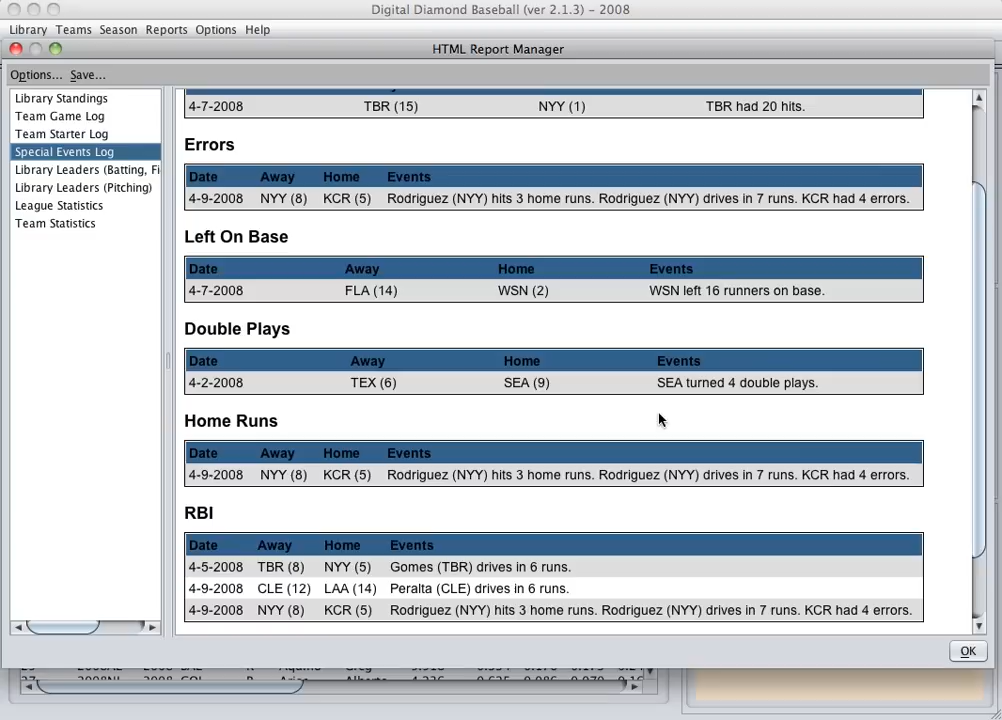 Digital Diamond Baseball (ver 2.1.3) – 2008
Library Teams Season Reports Options Help
HTML Report Manager
Options... Save...
Library Standings
Team Game Log
Team Starter Log
Special Events Log
Library Leaders (Batting, Fi
Library Leaders (Pitching)
League Statistics
Team Statistics
4-7-2008 TBR (15) NYY (1) TBR had 20 hits.
Errors
Date Away Home Events
4-9-2008 NYY (8) KCR (5) Rodriguez (NYY) hits 3 home runs. Rodriguez (NYY) drives in 7 runs. KCR had 4 errors.
Left On Base
Date Away Home Events
4-7-2008 FLA (14) WSN (2) WSN left 16 runners on base.
Double Plays
Date Away Home Events
4-2-2008 TEX (6) SEA (9) SEA turned 4 double plays.
Home Runs
Date Away Home Events
4-9-2008 NYY (8) KCR (5) Rodriguez (NYY) hits 3 home runs. Rodriguez (NYY) drives in 7 runs. KCR had 4 errors.
RBI
Date Away Home Events
4-5-2008 TBR (8) NYY (5) Gomes (TBR) drives in 6 runs.
4-9-2008 CLE (12) LAA (14) Peralta (CLE) drives in 6 runs.
4-9-2008 NYY (8) KCR (5) Rodriguez (NYY) hits 3 home runs. Rodriguez (NYY) drives in 7 runs. KCR had 4 errors.
OK